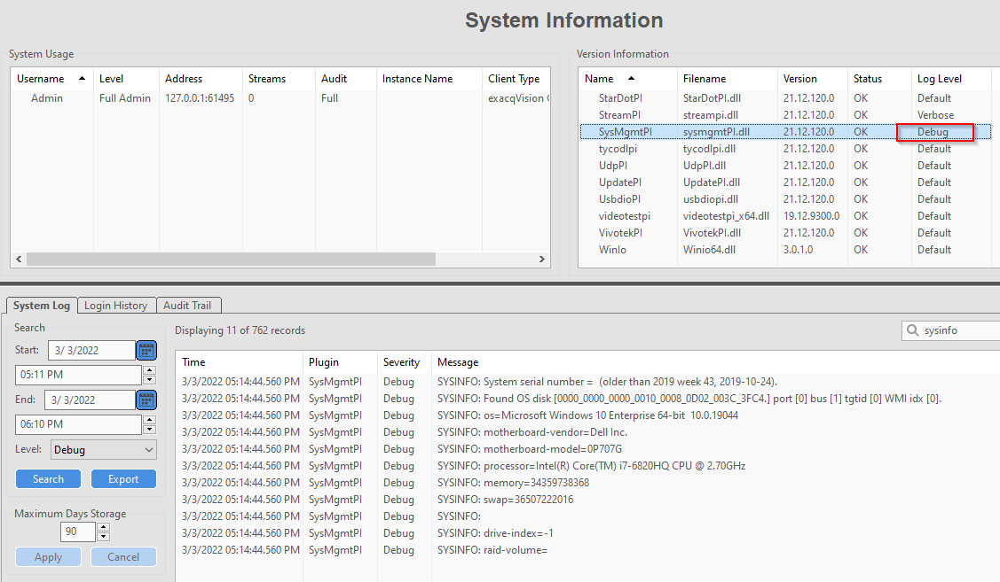 System Information
System Usage
Username Level Address Streams Audit Instance Name Client Type
Admin Full Admin 127.0.0.1:61495 0 Full exacqVision
Version Information
Name Filename Version Status Log Level
StarDotPI StarDotPI.dll 21.12.120.0 OK Default
StreamPI streampi.dll 21.12.120.0 OK Verbose
SysMgmtPI sysmgmtPI.dll 21.12.120.0 OK Debug
tycodIpi tycodIpi.dll 21.12.120.0 OK Default
UdpPI UdpPI.dll 21.12.120.0 OK Default
UpdatePI UpdatePI.dll 21.12.120.0 OK Default
UsbdioPI usbdiopi.dll 21.12.120.0 OK Default
videotestpi videotestpi_x64.dll 19.12.9300.0 OK Default
VivotekPI VivotekPI.dll 21.12.120.0 OK Default
WinIo Winio64.dll 3.0.1.0 OK Default
System Log Login History Audit Trail
Search
Start: 3/ 3/2022
05:11 PM
End: 3/ 3/2022
06:10 PM
Level: Debug
Search Export
Maximum Days Storage
90
Apply Cancel
Displaying 11 of 762 records
sysinfo
Time Plugin Severity Message
3/3/2022 05:14:44.560 PM SysMgmtPI Debug SYSINFO: System serial number = (older than 2019 week 43, 2019-10-24).
3/3/2022 05:14:44.560 PM SysMgmtPI Debug SYSINFO: Found OS disk [0000_0000_0000_0010_0008_0D02_003C_3FC4.] port [0] bus [1] tgtid [0] WMI idx [0].
3/3/2022 05:14:44.560 PM SysMgmtPI Debug SYSINFO: os=Microsoft Windows 10 Enterprise 64-bit 10.0.19044
3/3/2022 05:14:44.560 PM SysMgmtPI Debug SYSINFO: motherboard-vendor=Dell Inc.
3/3/2022 05:14:44.560 PM SysMgmtPI Debug SYSINFO: motherboard-model=0P707G
3/3/2022 05:14:44.560 PM SysMgmtPI Debug SYSINFO: processor=Intel(R) Core(TM) i7-6820HQ CPU @ 2.70GHz
3/3/2022 05:14:44.560 PM SysMgmtPI Debug SYSINFO: memory=34359738368
3/3/2022 05:14:44.560 PM SysMgmtPI Debug SYSINFO: swap=36507222016
3/3/2022 05:14:44.560 PM SysMgmtPI Debug SYSINFO:
3/3/2022 05:14:44.560 PM SysMgmtPI Debug SYSINFO: drive-index=-1
3/3/2022 05:14:44.560 PM SysMgmtPI Debug SYSINFO: raid-volume=